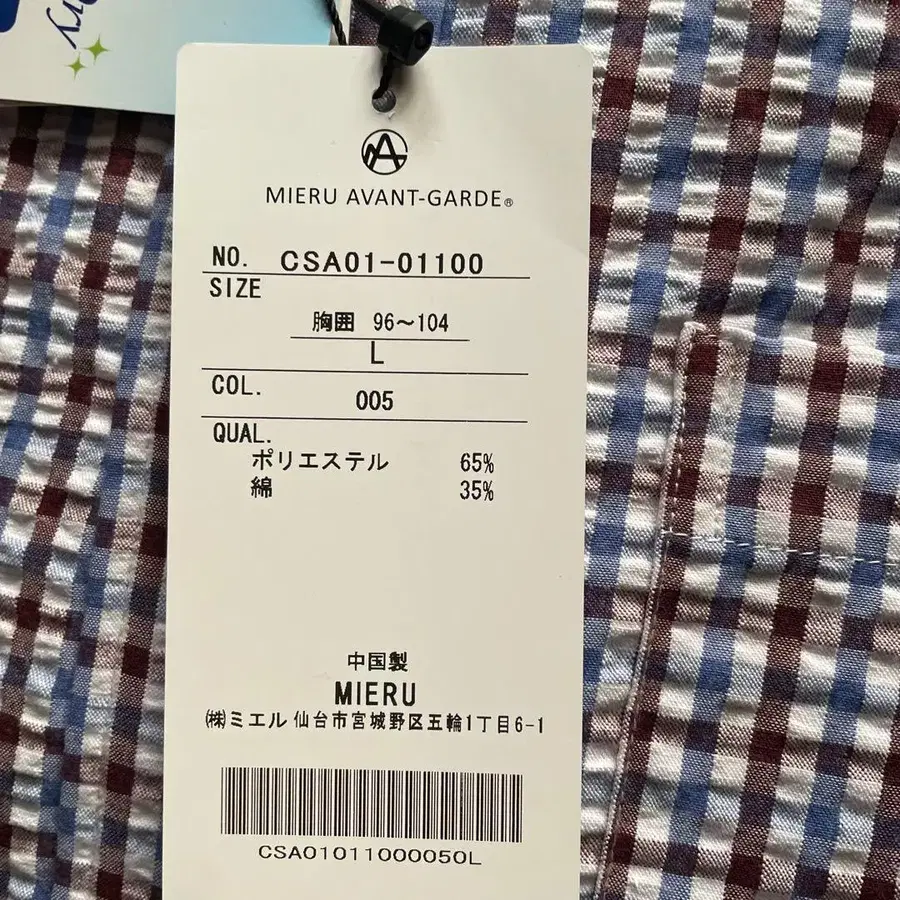 ry
MIERU AVANT-GARDE®
NO. CSA01-01100
SIZE
胸囲 96～104
L
COL.
005
QUAL.
ポリエステル 65%
綿 35%
中国製
MIERU
㈱ミエル 仙台市宮城野区五輪1丁目6-1
CSA01011000050L